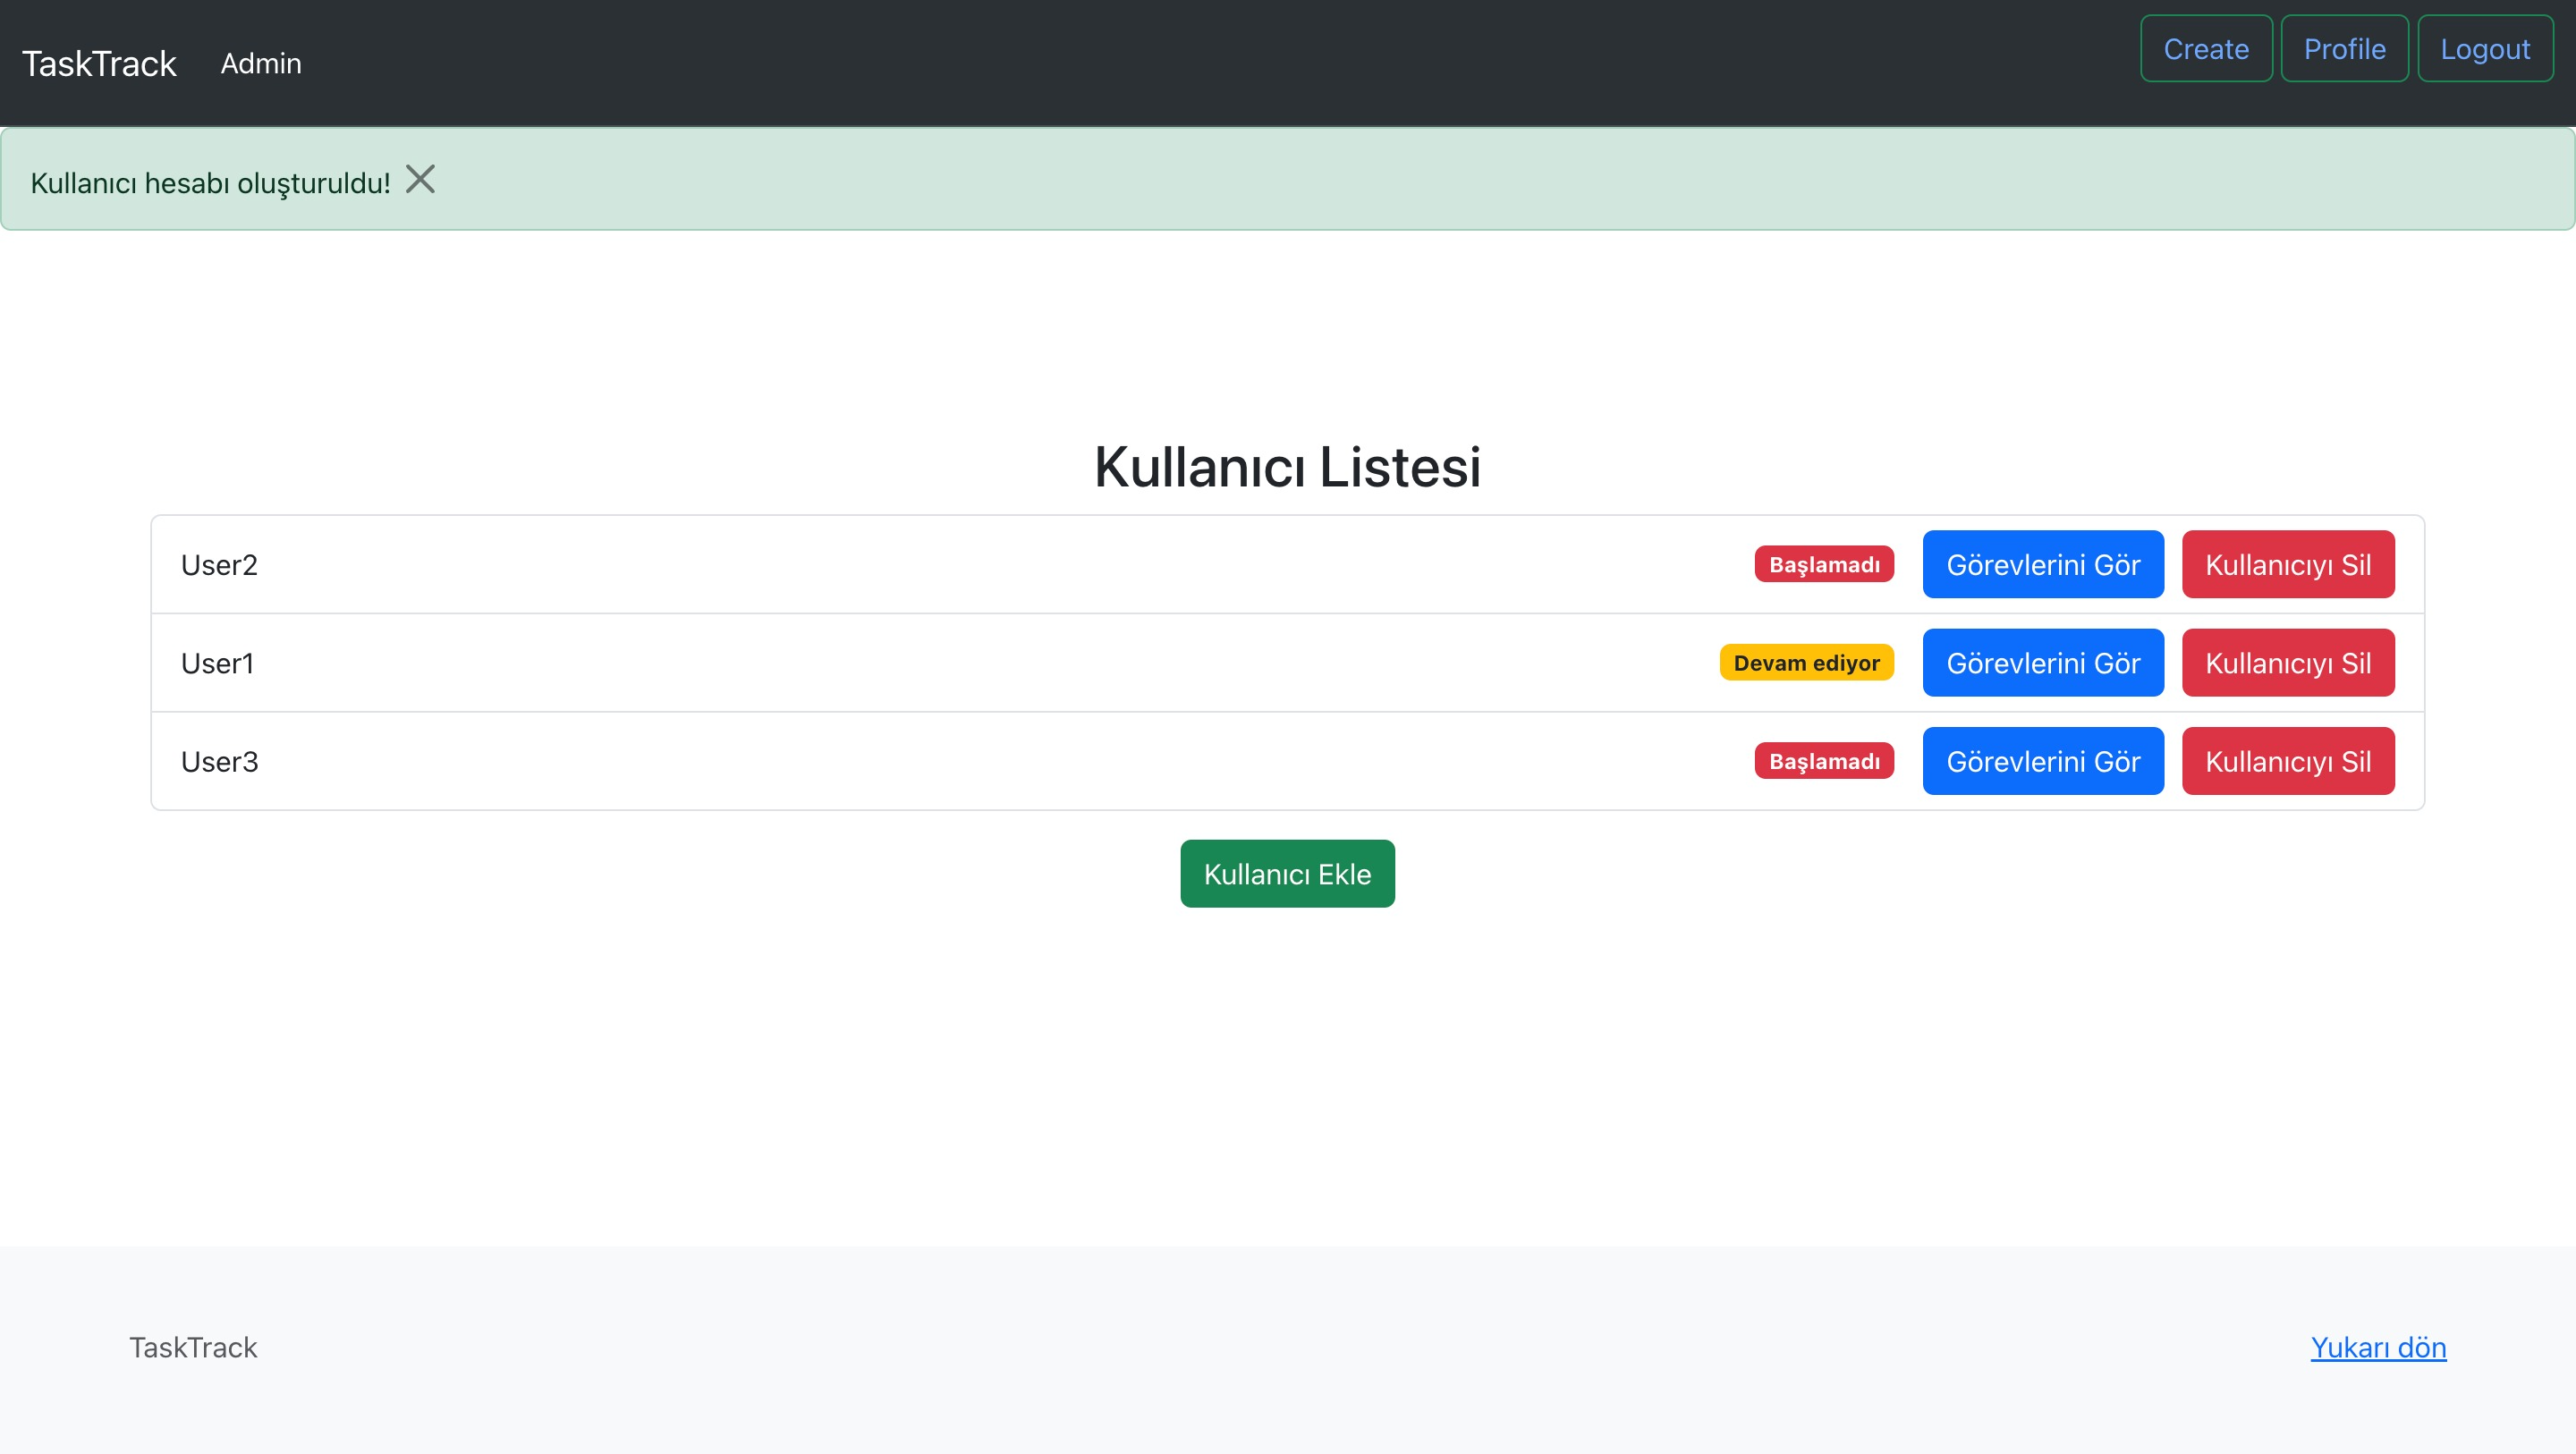 TaskTrack Admin Create Profile Logout
Kullanıcı hesabı oluşturuldu!
Kullanıcı Listesi
User2 Başlamadı Görevlerini Gör Kullanıcıyı Sil
User1 Devam ediyor Görevlerini Gör Kullanıcıyı Sil
User3 Başlamadı Görevlerini Gör Kullanıcıyı Sil
Kullanıcı Ekle
TaskTrack Yukarı dön